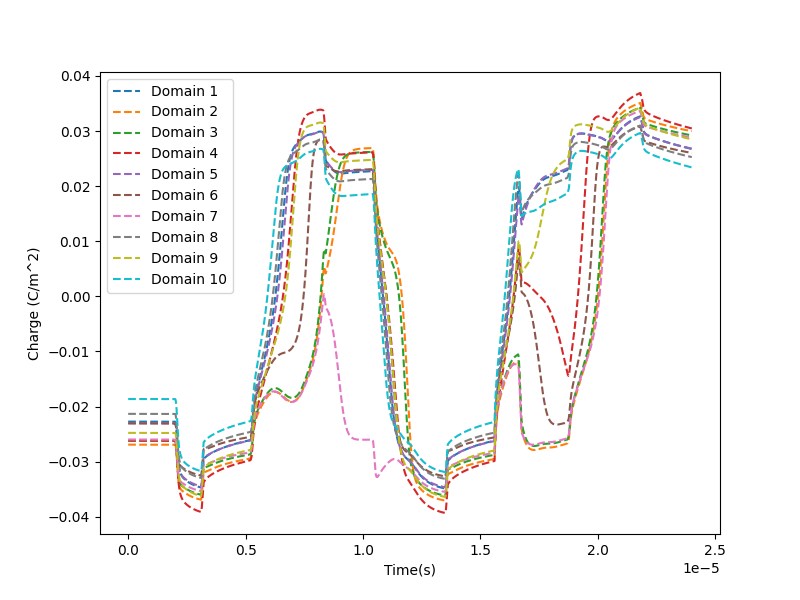 0.04
0.03
0.02
0.01
0.00
−0.01
−0.02
−0.03
−0.04
Charge (C/m^2)
Domain 1
Domain 2
Domain 3
Domain 4
Domain 5
Domain 6
Domain 7
Domain 8
Domain 9
Domain 10
0.0 0.5 1.0 1.5 2.0 2.5
1e−5
Time(s)